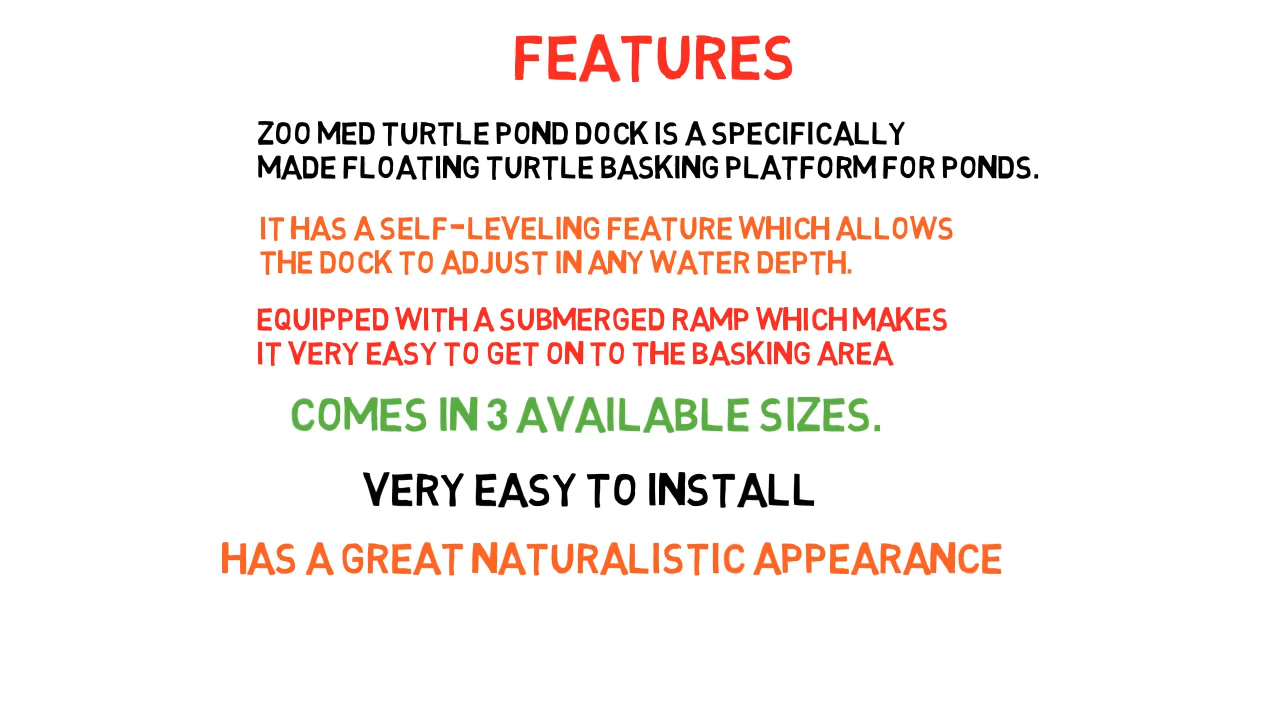 FEATURES
ZOO MED TURTLE POND DOCK IS A SPECIFICALLY
MADE FLOATING TURTLE BASKING PLATFORM FOR PONDS.
IT HAS A SELF-LEVELING FEATURE WHICH ALLOWS
THE DOCK TO ADJUST IN ANY WATER DEPTH.
EQUIPPED WITH A SUBMERGED RAMP WHICH MAKES
IT VERY EASY TO GET ON TO THE BASKING AREA
COMES IN 3 AVAILABLE SIZES.
VERY EASY TO INSTALL
HAS A GREAT NATURALISTIC APPEARANCE